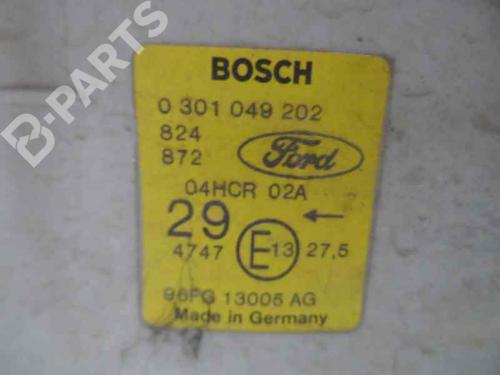 B-PARTS
BOSCH
0 301 049 202
824
872
Ford
04HCR 02A
29 ←
4747 E 13 27,5
96FG 13005 AG
Made in Germany